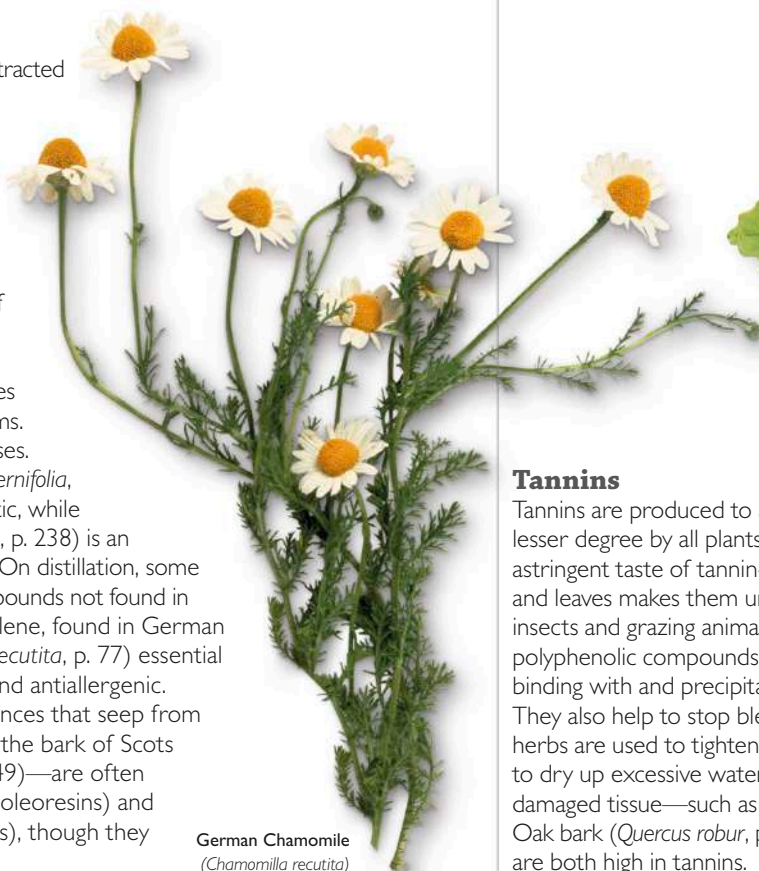 tracted
f
es
ms.
ses.
ernifolia,
tic, while
, p. 238) is an
On distillation, some
pounds not found in
lene, found in German
ecutita, p. 77) essential
nd antiallergenic.
nces that seep from
the bark of Scots
49)—are often
oleoresins) and
s), though they
German Chamomile
(Chamomilla recutita)
Tannins
Tannins are produced to
lesser degree by all plants
astringent taste of tannin-
and leaves makes them
insects and grazing
polyphenolic compounds
binding with and
They also help to stop
herbs are used to tighten
to dry up excessive
damaged tissue—such as
Oak bark (Quercus robur, p
are both high in tannins.